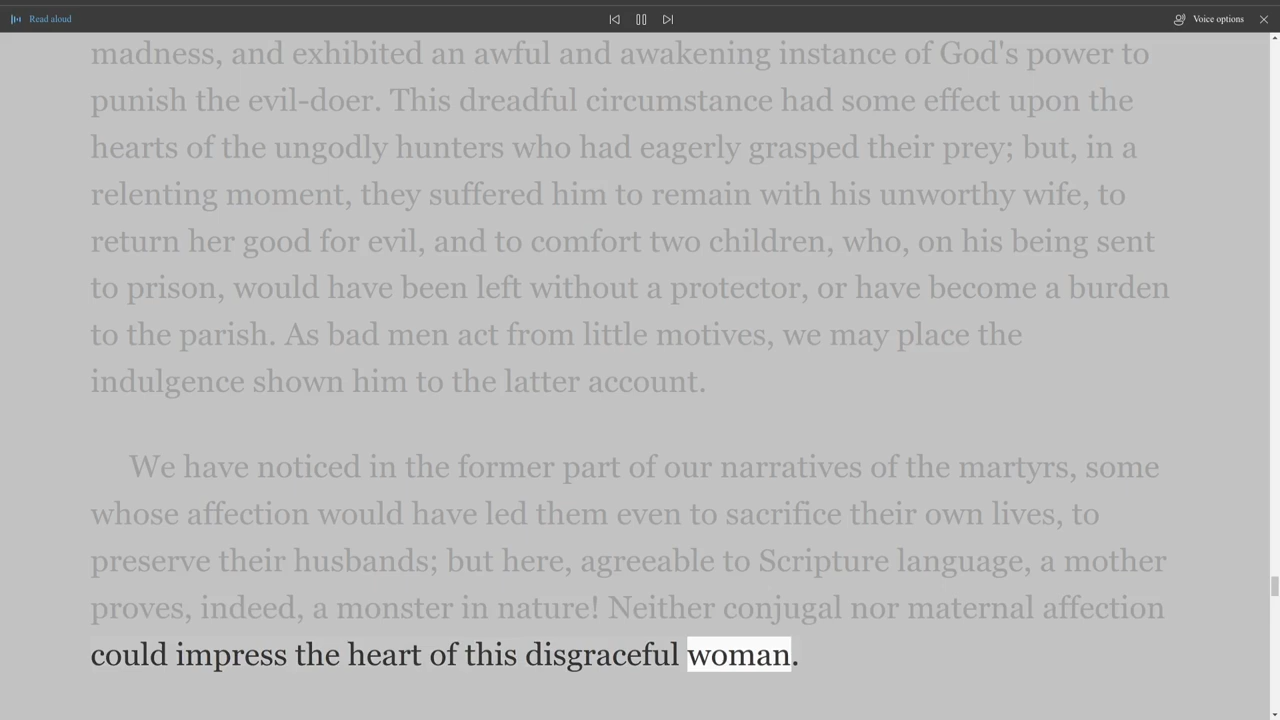 Read aloud
Voice options
madness, and exhibited an awful and awakening instance of God's power to
punish the evil-doer. This dreadful circumstance had some effect upon the
hearts of the ungodly hunters who had eagerly grasped their prey; but, in a
relenting moment, they suffered him to remain with his unworthy wife, to
return her good for evil, and to comfort two children, who, on his being sent
to prison, would have been left without a protector, or have become a burden
to the parish. As bad men act from little motives, we may place the
indulgence shown him to the latter account.
We have noticed in the former part of our narratives of the martyrs, some
whose affection would have led them even to sacrifice their own lives, to
preserve their husbands; but here, agreeable to Scripture language, a mother
proves, indeed, a monster in nature! Neither conjugal nor maternal affection
could impress the heart of this disgraceful woman.